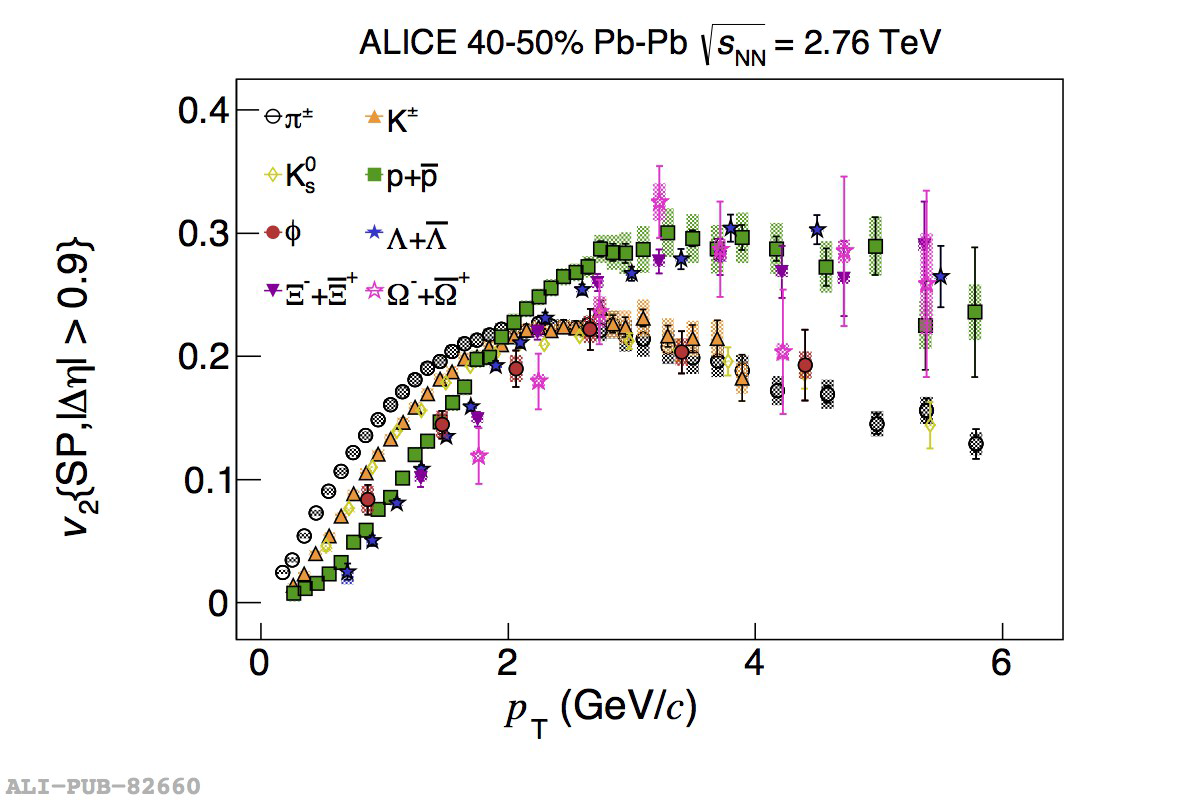 ALICE 40-50% Pb-Pb √sNN = 2.76 TeV
0.4
π±
K±
K0s
p+p̅
0.3
ϕ
Λ+Λ̅
Ξ-+Ξ̅+
Ω-+Ω̅+
0.2
0.1
0
v2{SP,|Δη| > 0.9}
0 2 4 6
pT (GeV/c)
ALI-PUB-82660